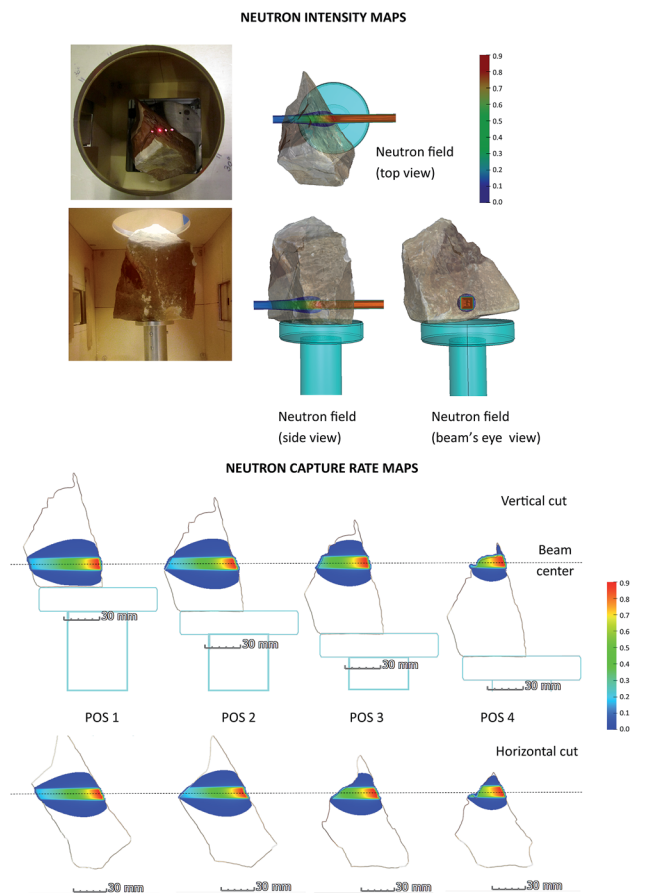 NEUTRON INTENSITY MAPS
0.9
0.8
0.7
0.6
0.5
0.4
0.3
0.2
0.1
0.0
Neutron field
(top view)
Neutron field
(side view)
Neutron field
(beam's eye view)
NEUTRON CAPTURE RATE MAPS
Vertical cut
Beam
center
0.9
0.8
0.7
0.6
0.5
0.4
0.3
0.2
0.1
0.0
30 mm
30 mm
30 mm
30 mm
POS 1
POS 2
POS 3
POS 4
Horizontal cut
30 mm
30 mm
30 mm
30 mm